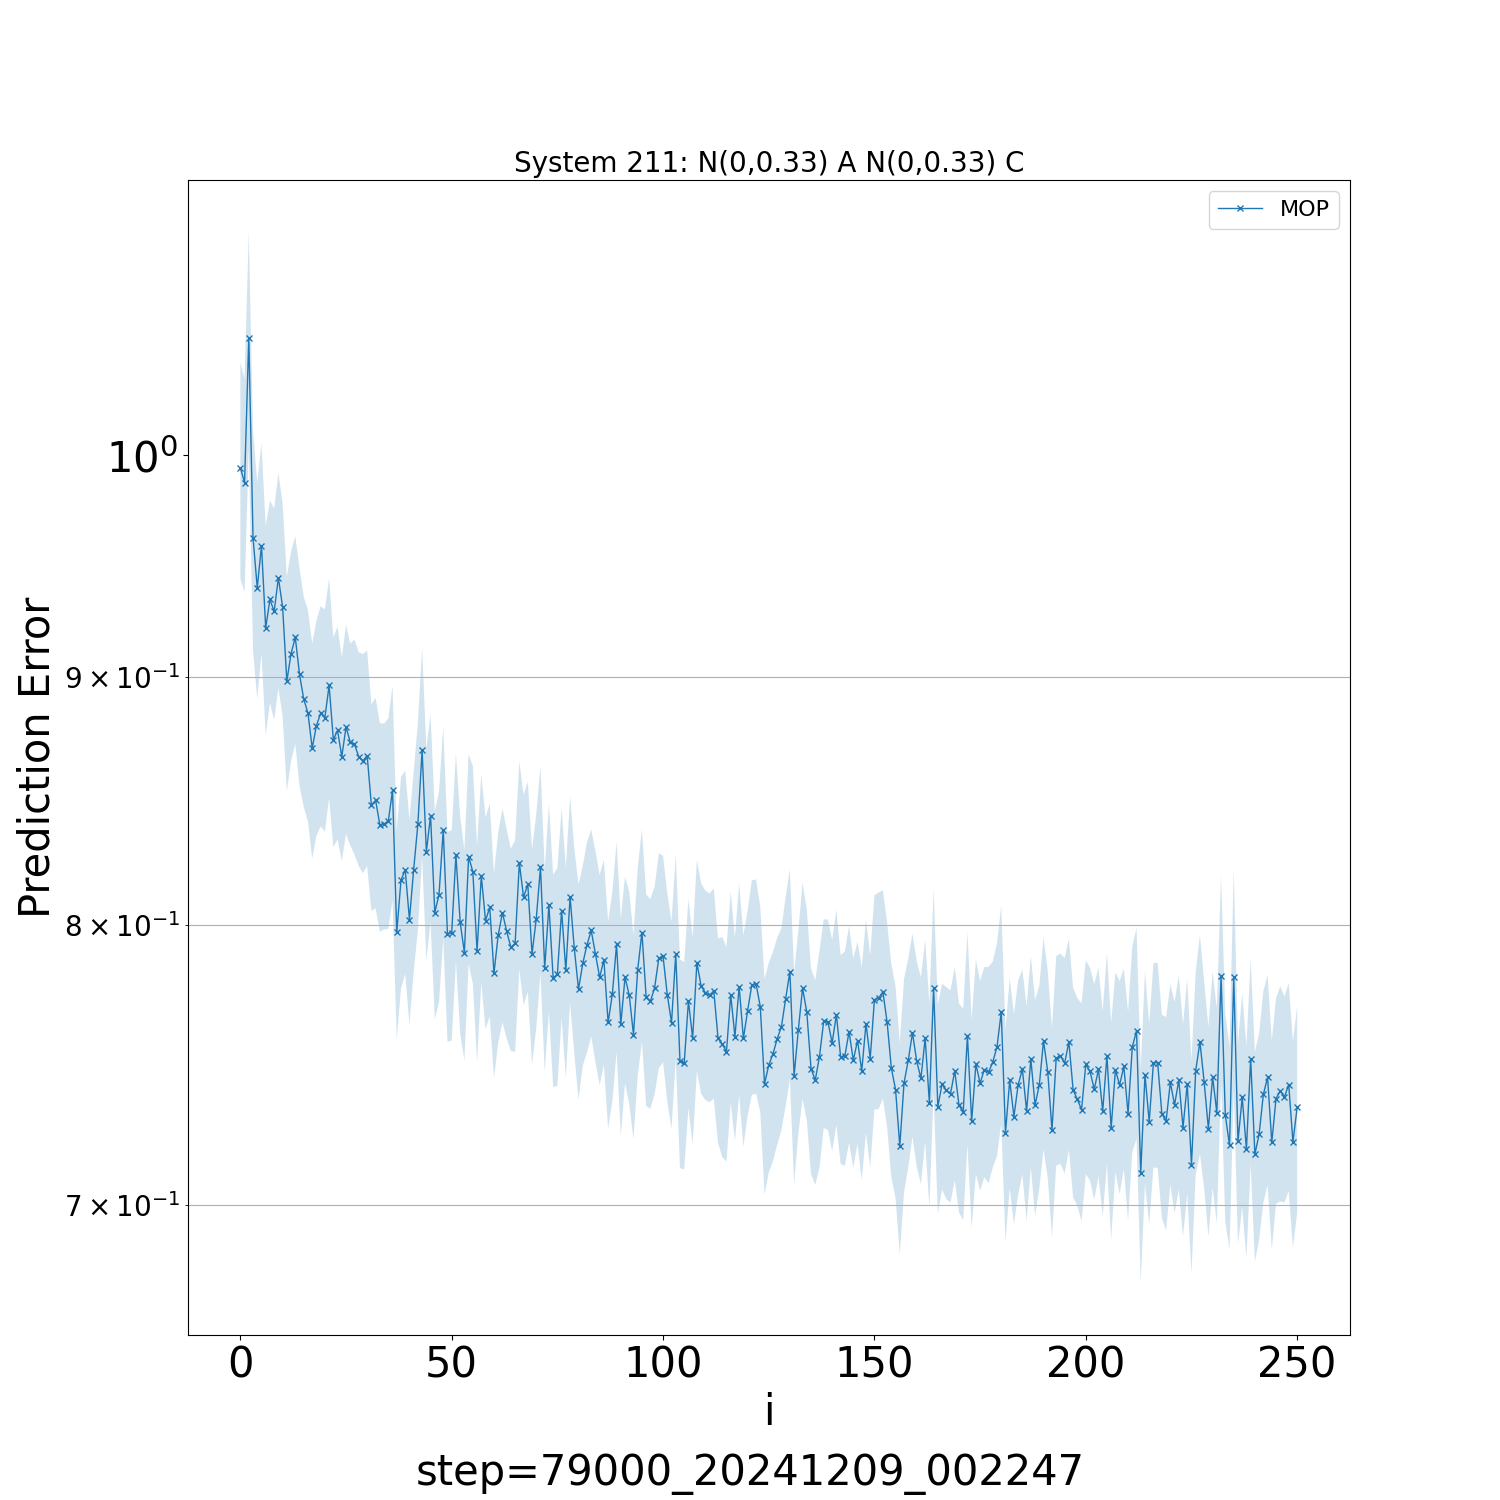 System 211: N(0,0.33) A N(0,0.33) C
MOP
Prediction Error
10⁰
9 × 10⁻¹
8 × 10⁻¹
7 × 10⁻¹
0 50 100 150 200 250
i
step=79000_20241209_002247